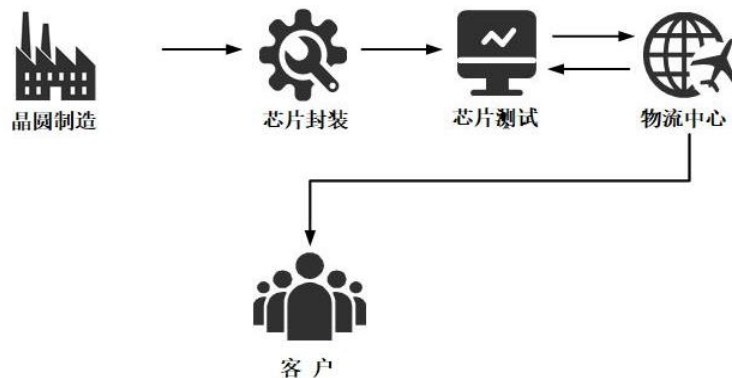 晶圆制造
芯片封装
芯片测试
物流中心
客 户